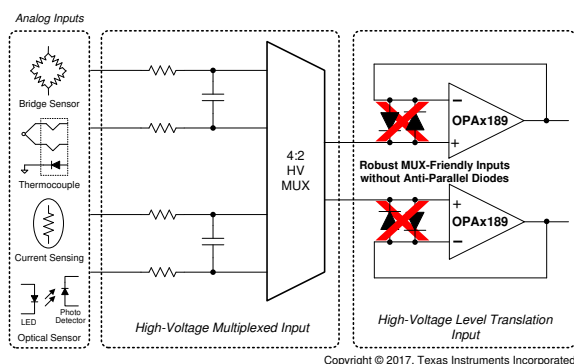 Analog Inputs
Bridge Sensor
Thermocouple
Current Sensing
LED
Photo
Detector
Optical Sensor
4:2
HV
MUX
High-Voltage Multiplexed Input
−
+
OPAx189
Robust MUX-Friendly Inputs
without Anti-Parallel Diodes
+
−
OPAx189
High-Voltage Level Translation
Input
Copyright © 2017, Texas Instruments Incorporated